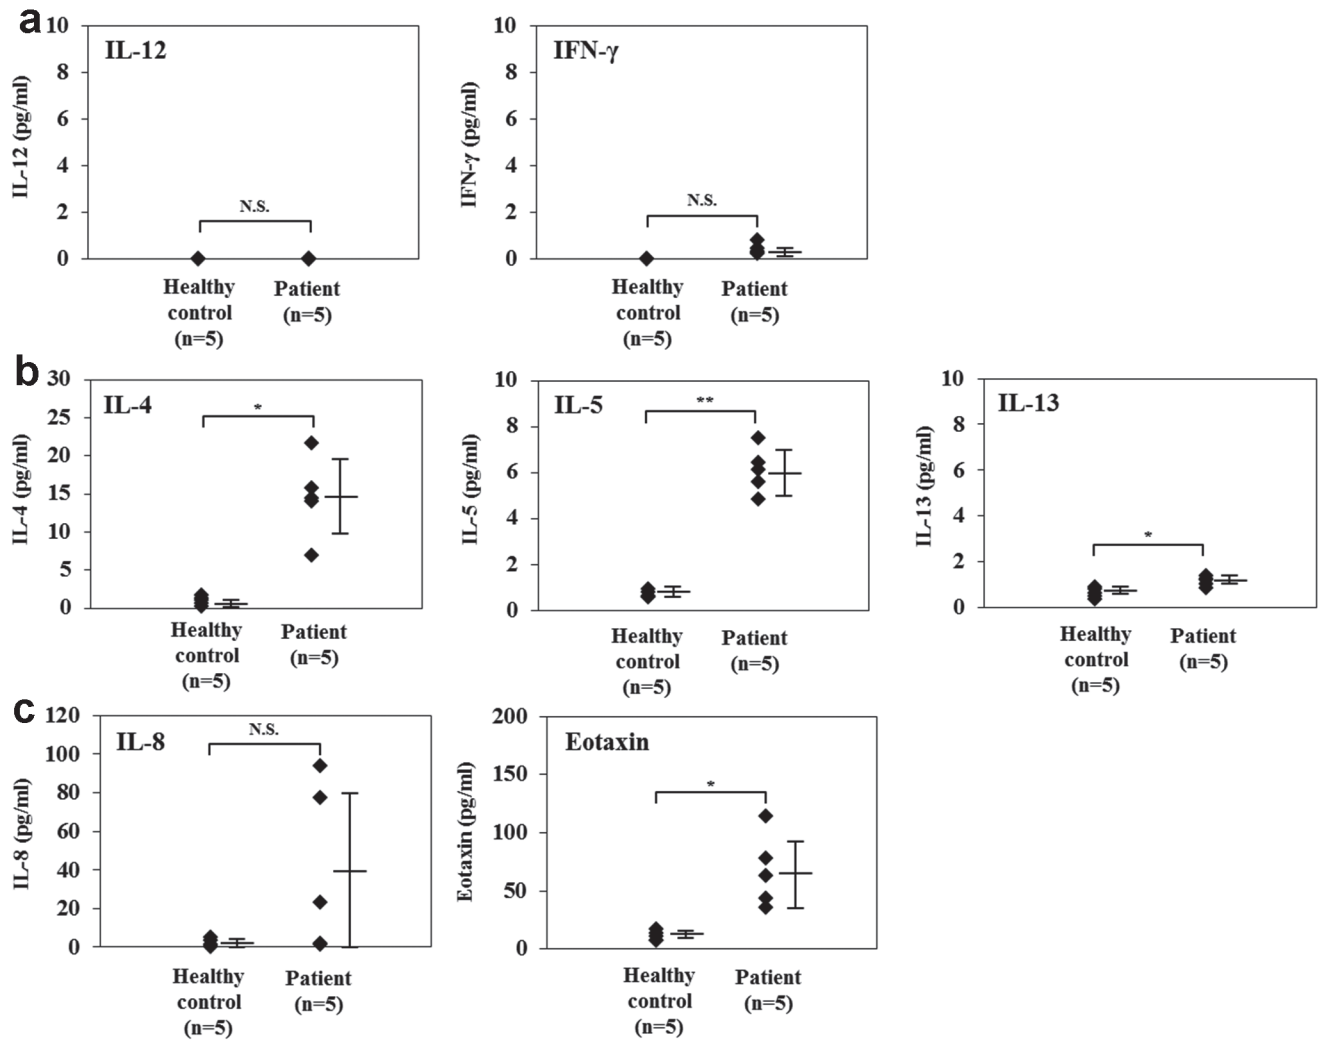 a
IL-12
IL-12 (pg/ml)
10
8
6
4
2
0
N.S.
Healthy
control
(n=5)
Patient
(n=5)
IFN-γ
IFN-γ (pg/ml)
10
8
6
4
2
0
N.S.
Healthy
control
(n=5)
Patient
(n=5)
b
IL-4
IL-4 (pg/ml)
30
25
20
15
10
5
0
*
Healthy
control
(n=5)
Patient
(n=5)
IL-5
IL-5 (pg/ml)
10
8
6
4
2
0
**
Healthy
control
(n=5)
Patient
(n=5)
IL-13
IL-13 (pg/ml)
10
8
6
4
2
0
*
Healthy
control
(n=5)
Patient
(n=5)
c
IL-8
IL-8 (pg/ml)
120
100
80
60
40
20
0
N.S.
Healthy
control
(n=5)
Patient
(n=5)
Eotaxin
Eotaxin (pg/ml)
200
150
100
50
0
*
Healthy
control
(n=5)
Patient
(n=5)